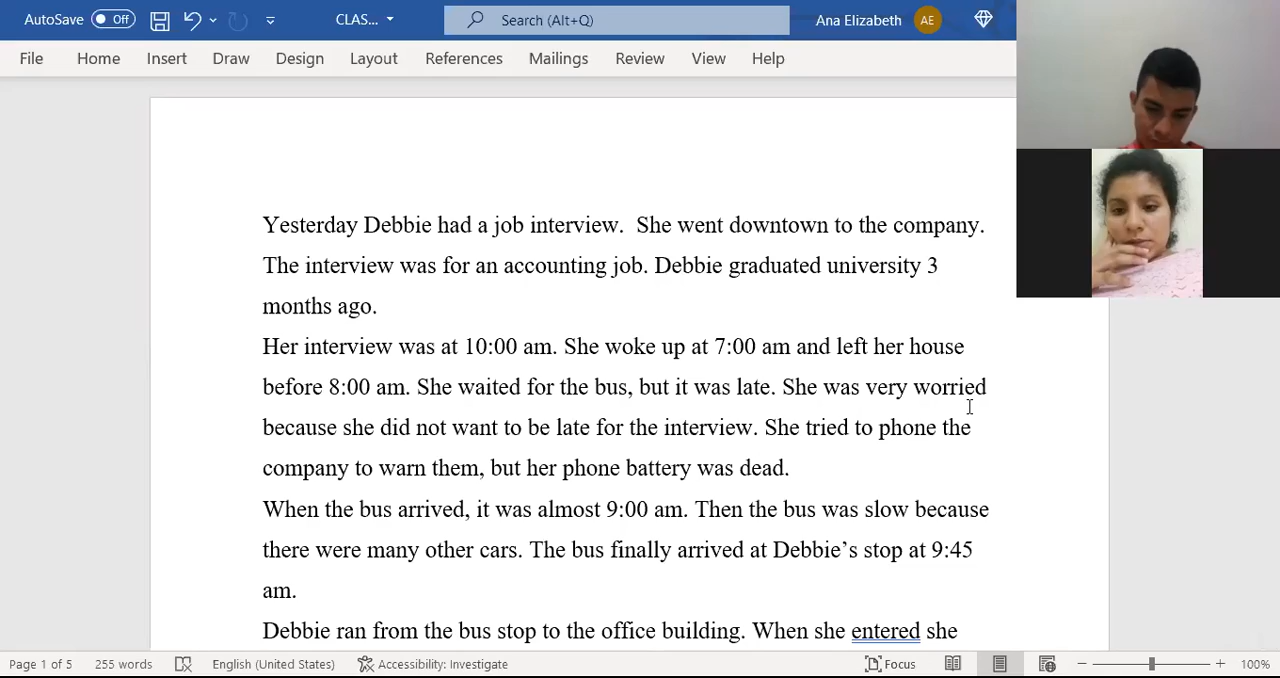 AutoSave Off CLAS... Search (Alt+Q) Ana Elizabeth AE
File Home Insert Draw Design Layout References Mailings Review View Help
Yesterday Debbie had a job interview.  She went downtown to the company.
The interview was for an accounting job. Debbie graduated university 3
months ago.
Her interview was at 10:00 am. She woke up at 7:00 am and left her house
before 8:00 am. She waited for the bus, but it was late. She was very worried
because she did not want to be late for the interview. She tried to phone the
company to warn them, but her phone battery was dead.
When the bus arrived, it was almost 9:00 am. Then the bus was slow because
there were many other cars. The bus finally arrived at Debbie’s stop at 9:45
am.
Debbie ran from the bus stop to the office building. When she entered she
Page 1 of 5 255 words English (United States) Accessibility: Investigate Focus 100%